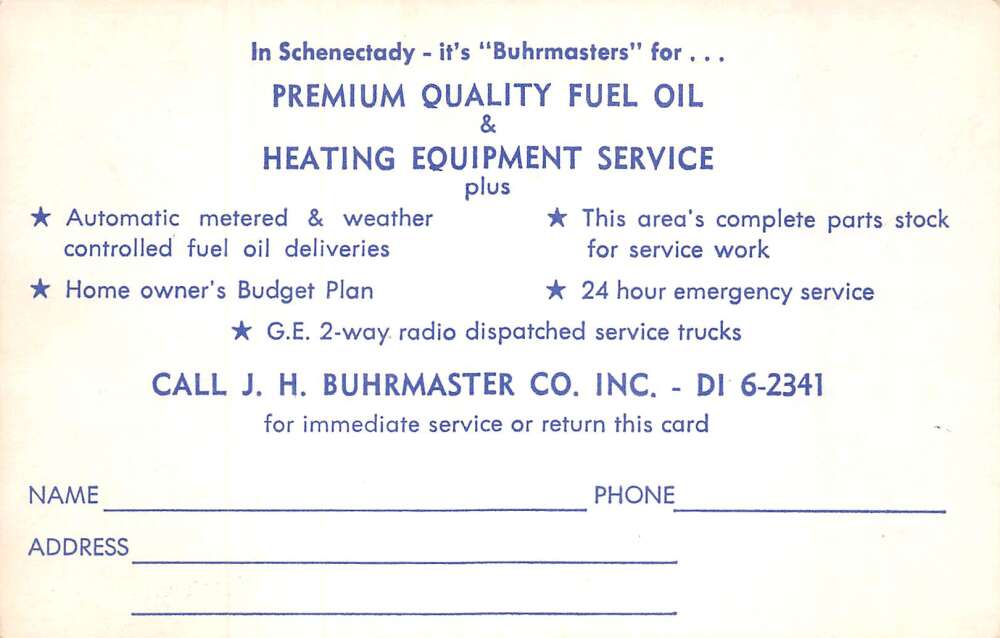 In Schenectady - it's "Buhrmasters" for . . .
PREMIUM QUALITY FUEL OIL
&
HEATING EQUIPMENT SERVICE
plus
★ Automatic metered & weather
controlled fuel oil deliveries
★ This area's complete parts stock
for service work
★ Home owner's Budget Plan
★ 24 hour emergency service
★ G.E. 2-way radio dispatched service trucks
CALL J. H. BUHRMASTER CO. INC. - DI 6-2341
for immediate service or return this card
NAME PHONE
ADDRESS